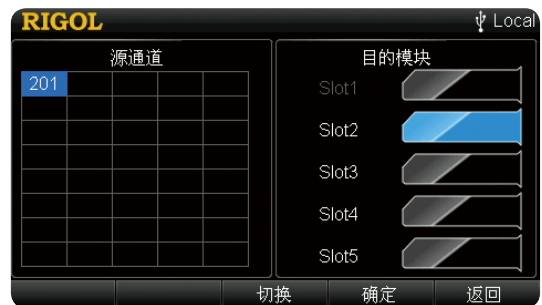 RIGOL Local
源通道 目的模块
201 Slot1
Slot2
Slot3
Slot4
Slot5
切换 确定 返回